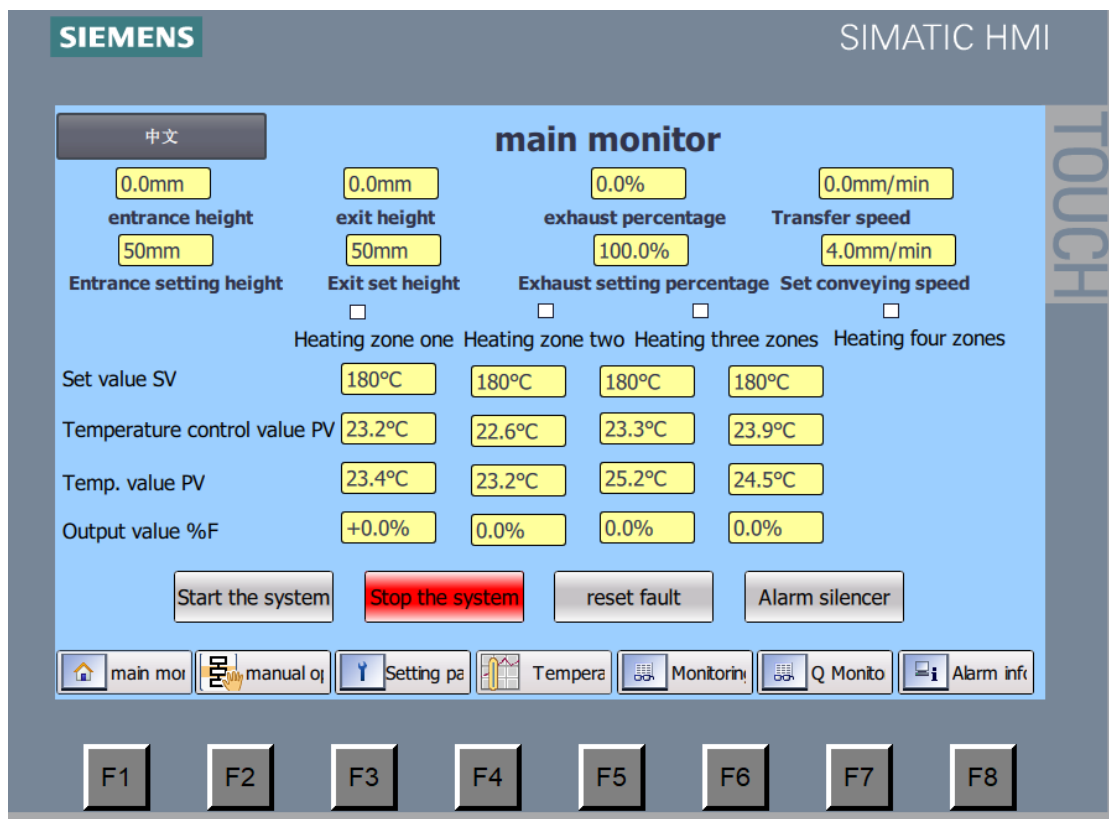 SIEMENS
SIMATIC HMI
TOUCH
中文
main monitor
0.0mm 0.0mm 0.0% 0.0mm/min
entrance height exit height exhaust percentage Transfer speed
50mm 50mm 100.0% 4.0mm/min
Entrance setting height Exit set height Exhaust setting percentage Set conveying speed
Heating zone one Heating zone two Heating three zones Heating four zones
Set value SV 180°C 180°C 180°C 180°C
Temperature control value PV 23.2°C 22.6°C 23.3°C 23.9°C
Temp. value PV 23.4°C 23.2°C 25.2°C 24.5°C
Output value %F +0.0% 0.0% 0.0% 0.0%
Start the system Stop the system reset fault Alarm silencer
main mor manual op Setting pa Tempera Monitoring Q Monito Alarm info
F1 F2 F3 F4 F5 F6 F7 F8